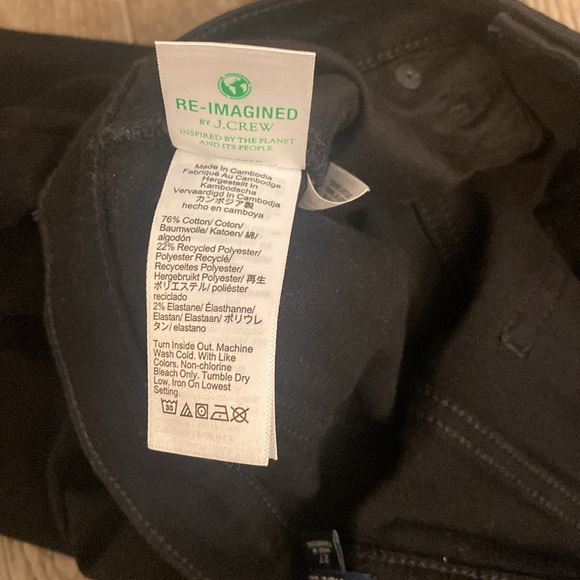 RE-IMAGINED
BY J.CREW
INSPIRED BY THE PLANET
AND ITS PEOPLE.
Made In Cambodia
Fabriqué Au Cambodge
Hergestellt In
Kambodscha
Vervaardigd In Cambodja
カンボジア製
hecho en camboya
76% Cotton/ Coton/
Baumwolle/ Katoen/ 綿/
algodón
22% Recycled Polyester/
Polyester Recyclé/
Recyceltes Polyester/
Hergebruikt Polyester/ 再生
ポリエステル/ poliéster
reciclado
2% Elastane/ Élasthanne/
Elastan/ Elastaan/ ポリウレ
タン/ elastano
Turn Inside Out. Machine
Wash Cold. With Like
Colors. Non-chlorine
Bleach Only. Tumble Dry
Low. Iron On Lowest
Setting.
30